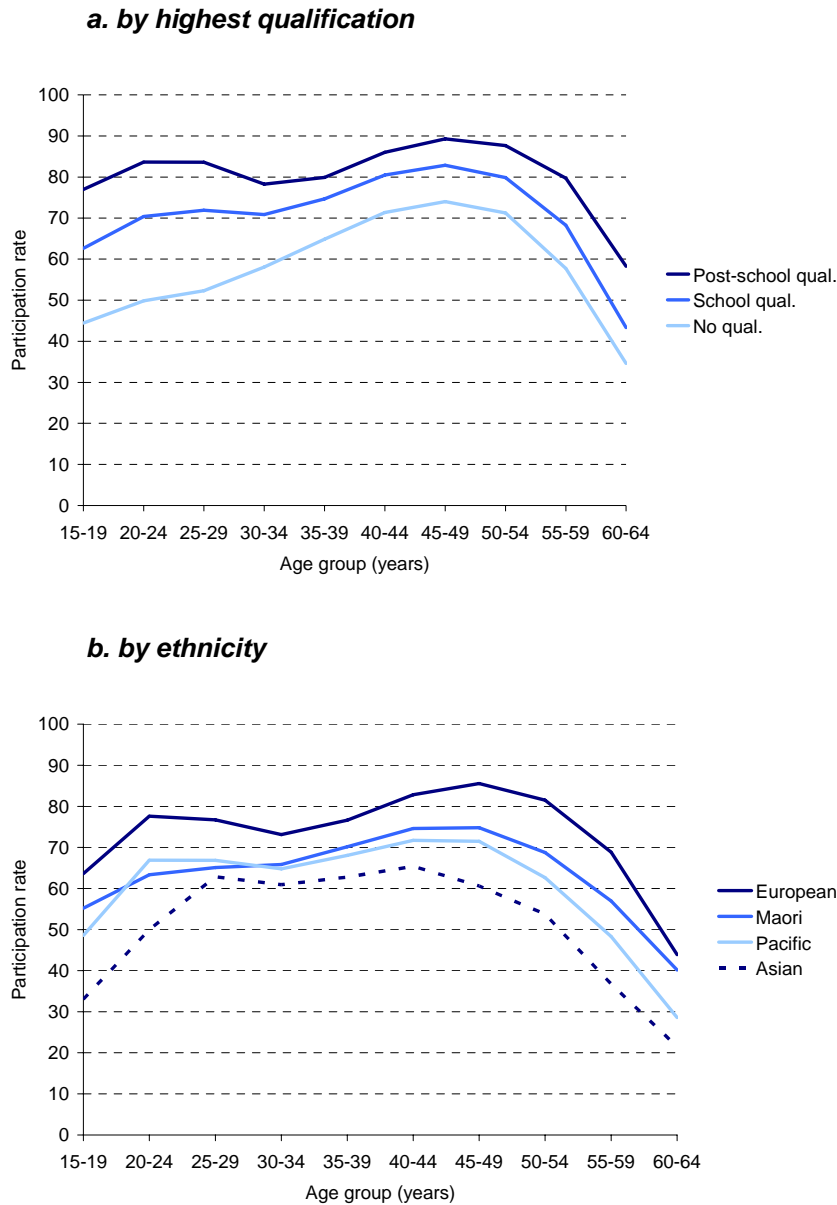 a. by highest qualification
100
90
80
70
60
50
40
30
20
10
0
Participation rate
15-19 20-24 25-29 30-34 35-39 40-44 45-49 50-54 55-59 60-64
Age group (years)
Post-school qual.
School qual.
No qual.
b. by ethnicity
100
90
80
70
60
50
40
30
20
10
0
Participation rate
15-19 20-24 25-29 30-34 35-39 40-44 45-49 50-54 55-59 60-64
Age group (years)
European
Maori
Pacific
Asian